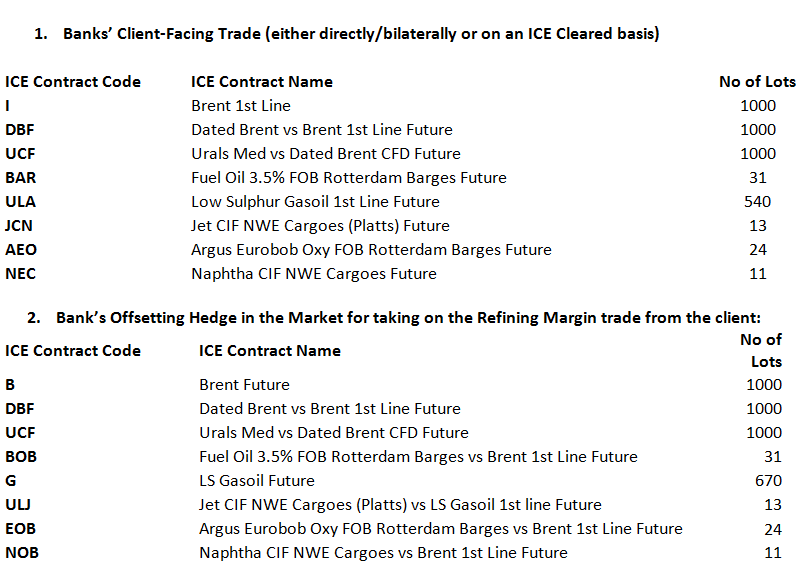 1. Banks' Client-Facing Trade (either directly/bilaterally or on an ICE Cleared basis)
ICE Contract Code ICE Contract Name No of Lots
I Brent 1st Line 1000
DBF Dated Brent vs Brent 1st Line Future 1000
UCF Urals Med vs Dated Brent CFD Future 1000
BAR Fuel Oil 3.5% FOB Rotterdam Barges Future 31
ULA Low Sulphur Gasoil 1st Line Future 540
JCN Jet CIF NWE Cargoes (Platts) Future 13
AEO Argus Eurobob Oxy FOB Rotterdam Barges Future 24
NEC Naphtha CIF NWE Cargoes Future 11
2. Bank's Offsetting Hedge in the Market for taking on the Refining Margin trade from the client:
ICE Contract Code ICE Contract Name No of
Lots
B Brent Future 1000
DBF Dated Brent vs Brent 1st Line Future 1000
UCF Urals Med vs Dated Brent CFD Future 1000
BOB Fuel Oil 3.5% FOB Rotterdam Barges vs Brent 1st Line Future 31
G LS Gasoil Future 670
ULJ Jet CIF NWE Cargoes (Platts) vs LS Gasoil 1st line Future 13
EOB Argus Eurobob Oxy FOB Rotterdam Barges vs Brent 1st Line Future 24
NOB Naphtha CIF NWE Cargoes vs Brent 1st Line Future 11